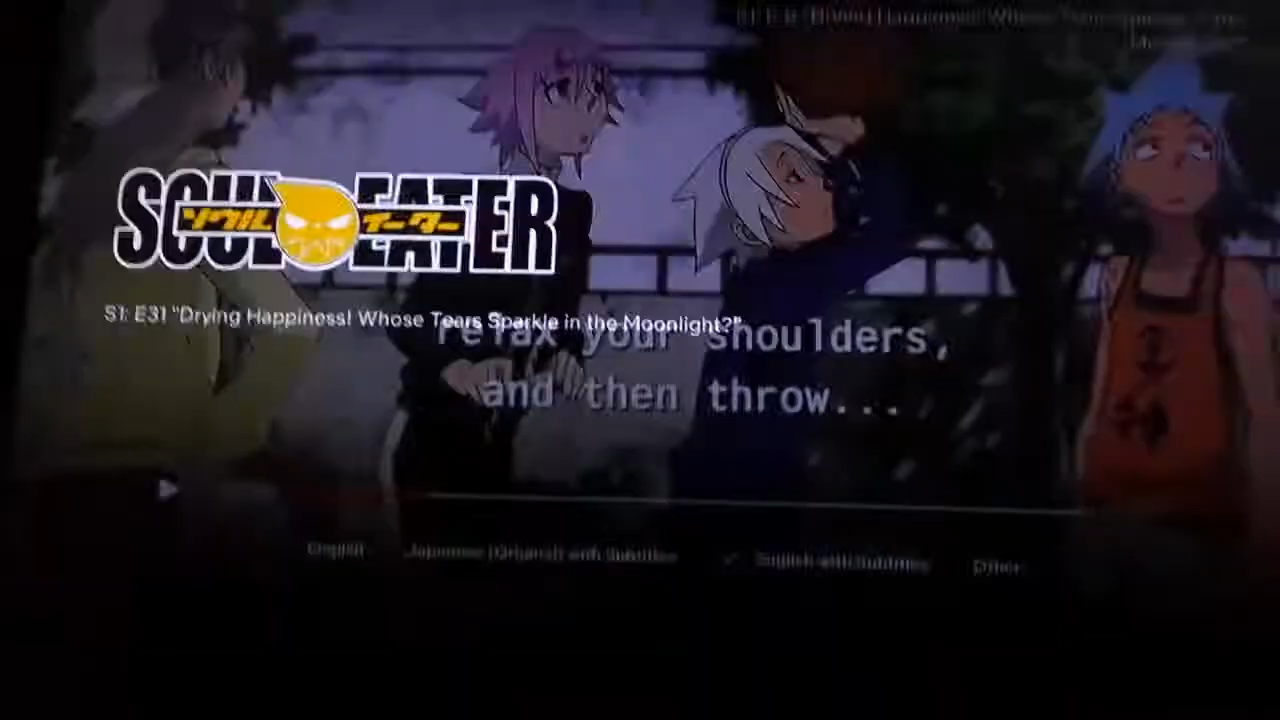 SOUL EATER
ソウル イーター
S1: E31 "Drying Happiness! Whose Tears Sparkle in the Moonlight?"
relax your shoulders,
and then throw...
English
Japanese (Original) with Subtitles
English with Subtitles
Other